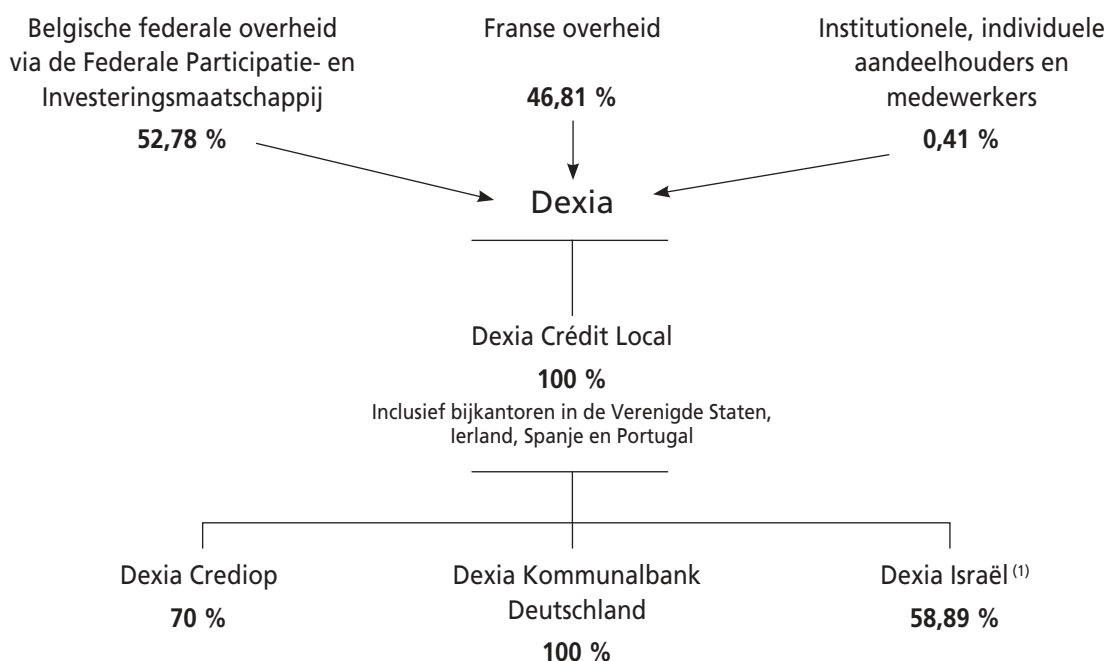 Belgische federale overheid
via de Federale Participatie- en
Investeringsmaatschappij
52,78 %
Franse overheid
46,81 %
Institutionele, individuele
aandeelhouders en
medewerkers
0,41 %
Dexia
Dexia Crédit Local
100 %
Inclusief bijkantoren in de Verenigde Staten,
Ierland, Spanje en Portugal
Dexia Crediop
70 %
Dexia Kommunalbank
Deutschland
100 %
Dexia Israël (1)
58,89 %